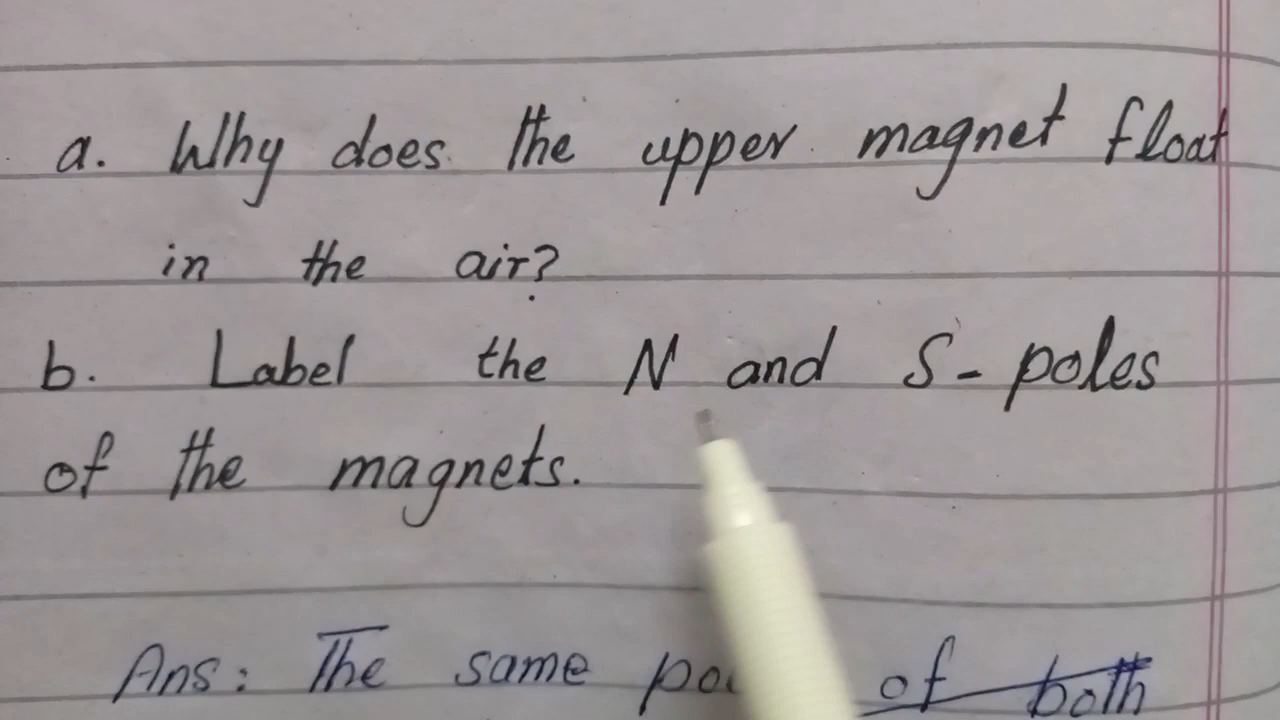 a. Why does the upper magnet float
in the air?
b. Label the N and S-poles
of the magnets.
Ans: The same of both